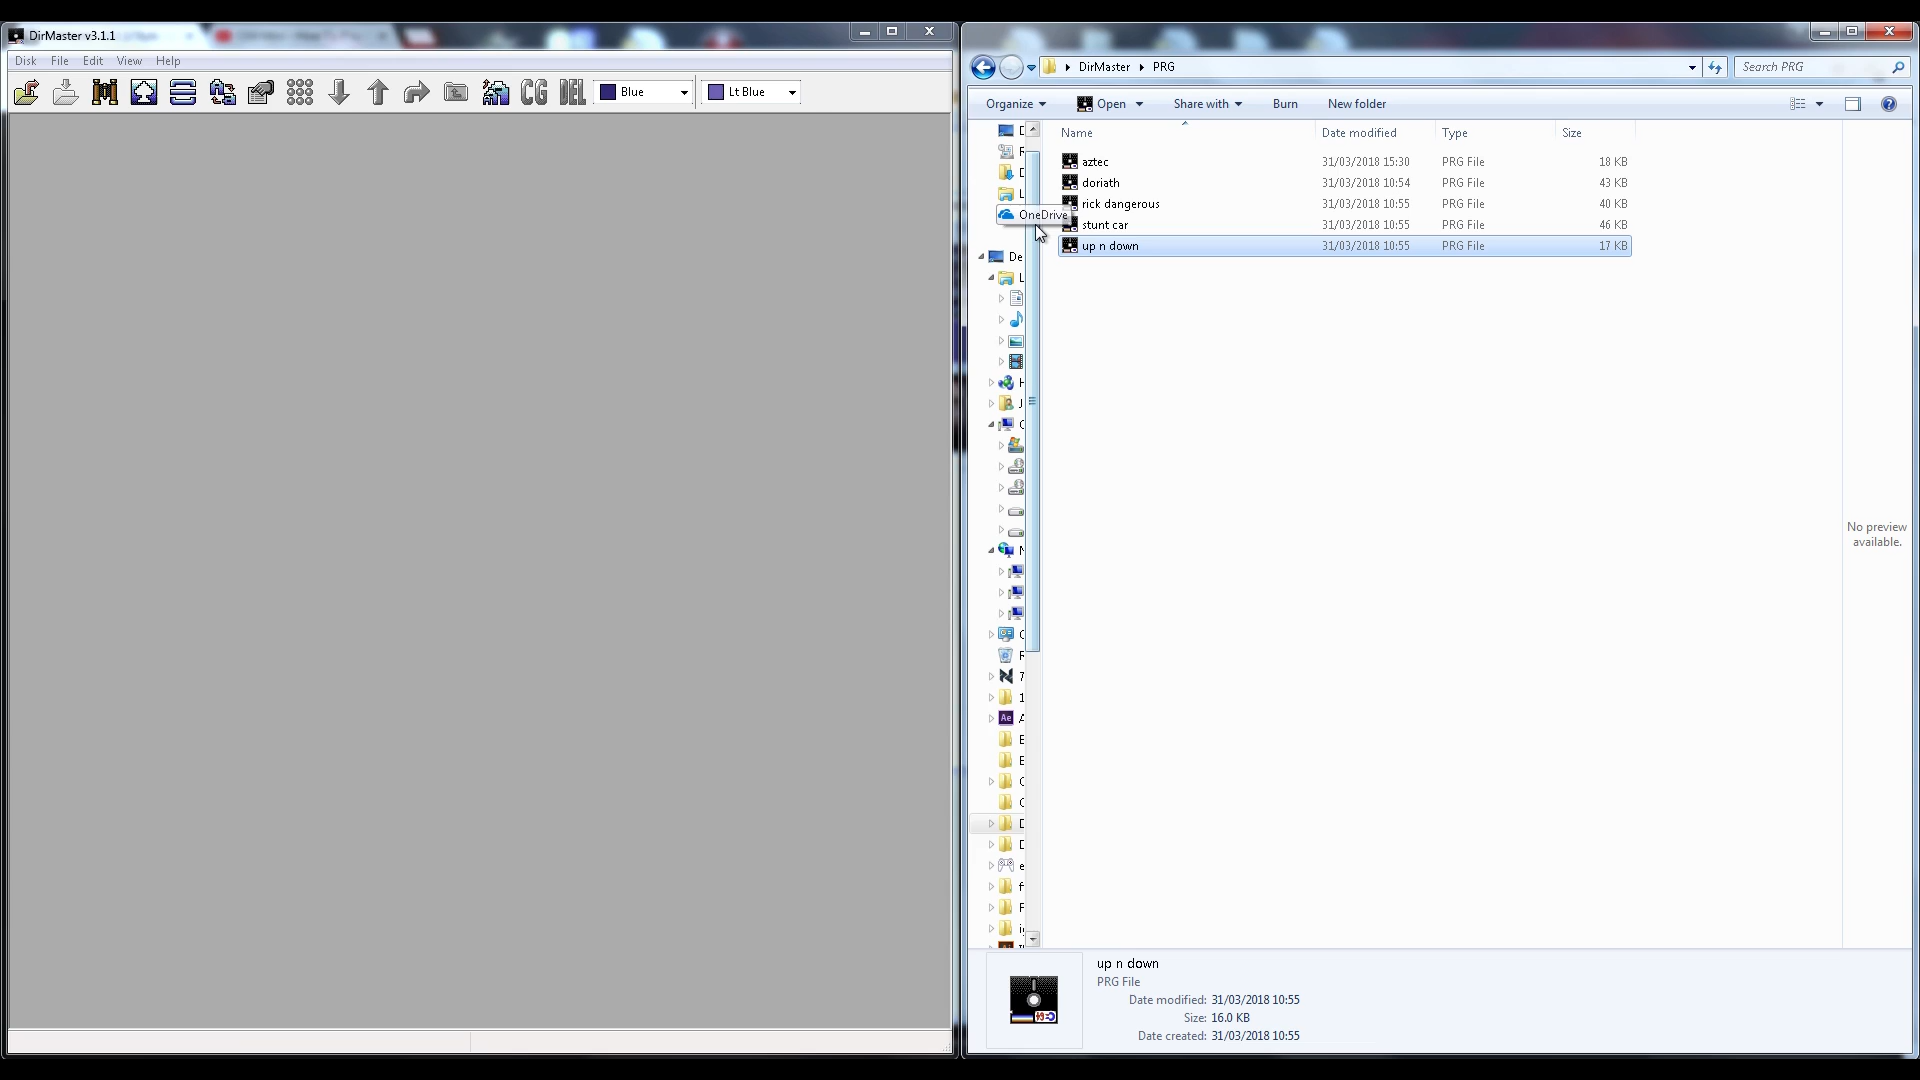 DirMaster v3.1.1
Disk File Edit View Help
CG DEL Blue Lt Blue
DirMaster PRG Search PRG
Organize Open Share with Burn New folder
Name Date modified Type Size
aztec 31/03/2018 15:30 PRG File 18 KB
doriath 31/03/2018 10:54 PRG File 43 KB
rick dangerous 31/03/2018 10:55 PRG File 40 KB
OneDrive
stunt car 31/03/2018 10:55 PRG File 46 KB
up n down 31/03/2018 10:55 PRG File 17 KB
De
Ae
No preview
available.
up n down
PRG File
Date modified: 31/03/2018 10:55
Size: 16.0 KB
Date created: 31/03/2018 10:55